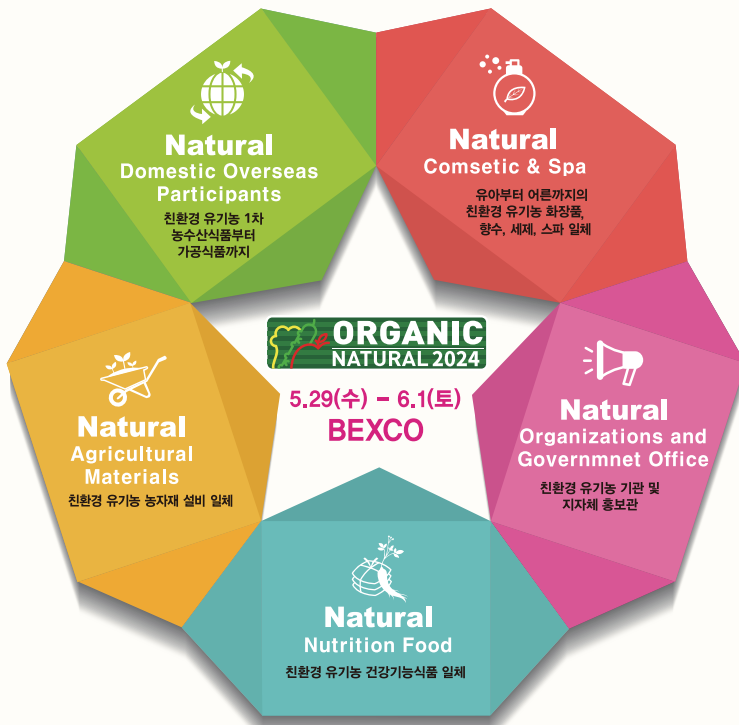 Natural
Domestic Overseas
Participants
친환경 유기농 1차
농수산식품부터
가공식품까지
Natural
Comsetic & Spa
유아부터 어른까지의
친환경 유기농 화장품,
향수, 세제, 스파 일체
ORGANIC
NATURAL 2024
5.29(수) - 6.1(토)
BEXCO
Natural
Agricultural
Materials
친환경 유기농 농자재 설비 일체
Natural
Organizations and
Governmnet Office
친환경 유기농 기관 및
지자체 홍보관
Natural
Nutrition Food
친환경 유기농 건강기능식품 일체